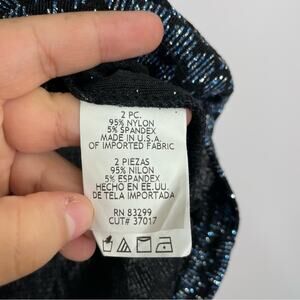 2 PC.
95% NYLON
5% SPANDEX
MADE IN U.S.A.
OF IMPORTED FABRIC
2 PIEZAS
95% NILON
5% ESPANDEX
HECHO EN EE.UU.
DE TELA IMPORTADA
RN 83299
CUT# 37017